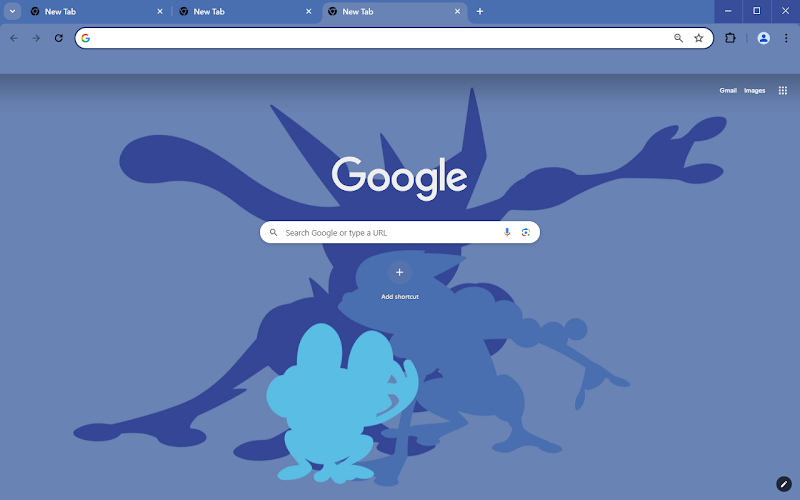 New Tab
New Tab
New Tab
Gmail Images
Google
Search Google or type a URL
Add shortcut